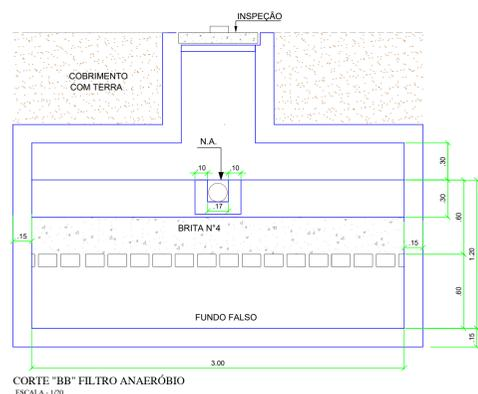 INSPEÇÃO
COBRIMENTO
COM TERRA
N.A.
.10
.10
.17
.30
.30
.60
BRITA N°4
.15
.15
1.20
.60
FUNDO FALSO
.15
3.00
CORTE "BB" FILTRO ANAERÓBIO
ESCALA - 1/20